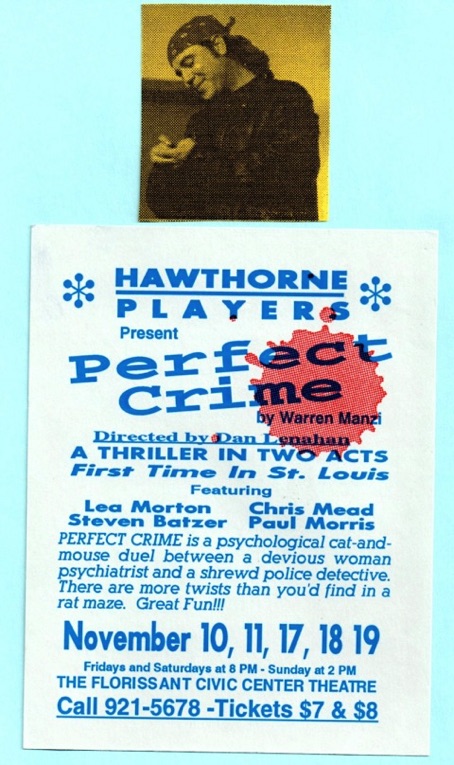 HAWTHORNE
PLAYERS
Present
Perfect
Crime
by Warren Manzi
Directed by Dan Lenahan
A THRILLER IN TWO ACTS
First Time In St. Louis
Featuring
Lea Morton Chris Mead
Steven Batzer Paul Morris
PERFECT CRIME is a psychological cat-and-
mouse duel between a devious woman
psychiatrist and a shrewd police detective.
There are more twists than you'd find in a
rat maze. Great Fun!!!
November 10, 11, 17, 18 19
Fridays and Saturdays at 8 PM - Sunday at 2 PM
THE FLORISSANT CIVIC CENTER THEATRE
Call 921-5678 -Tickets $7 & $8